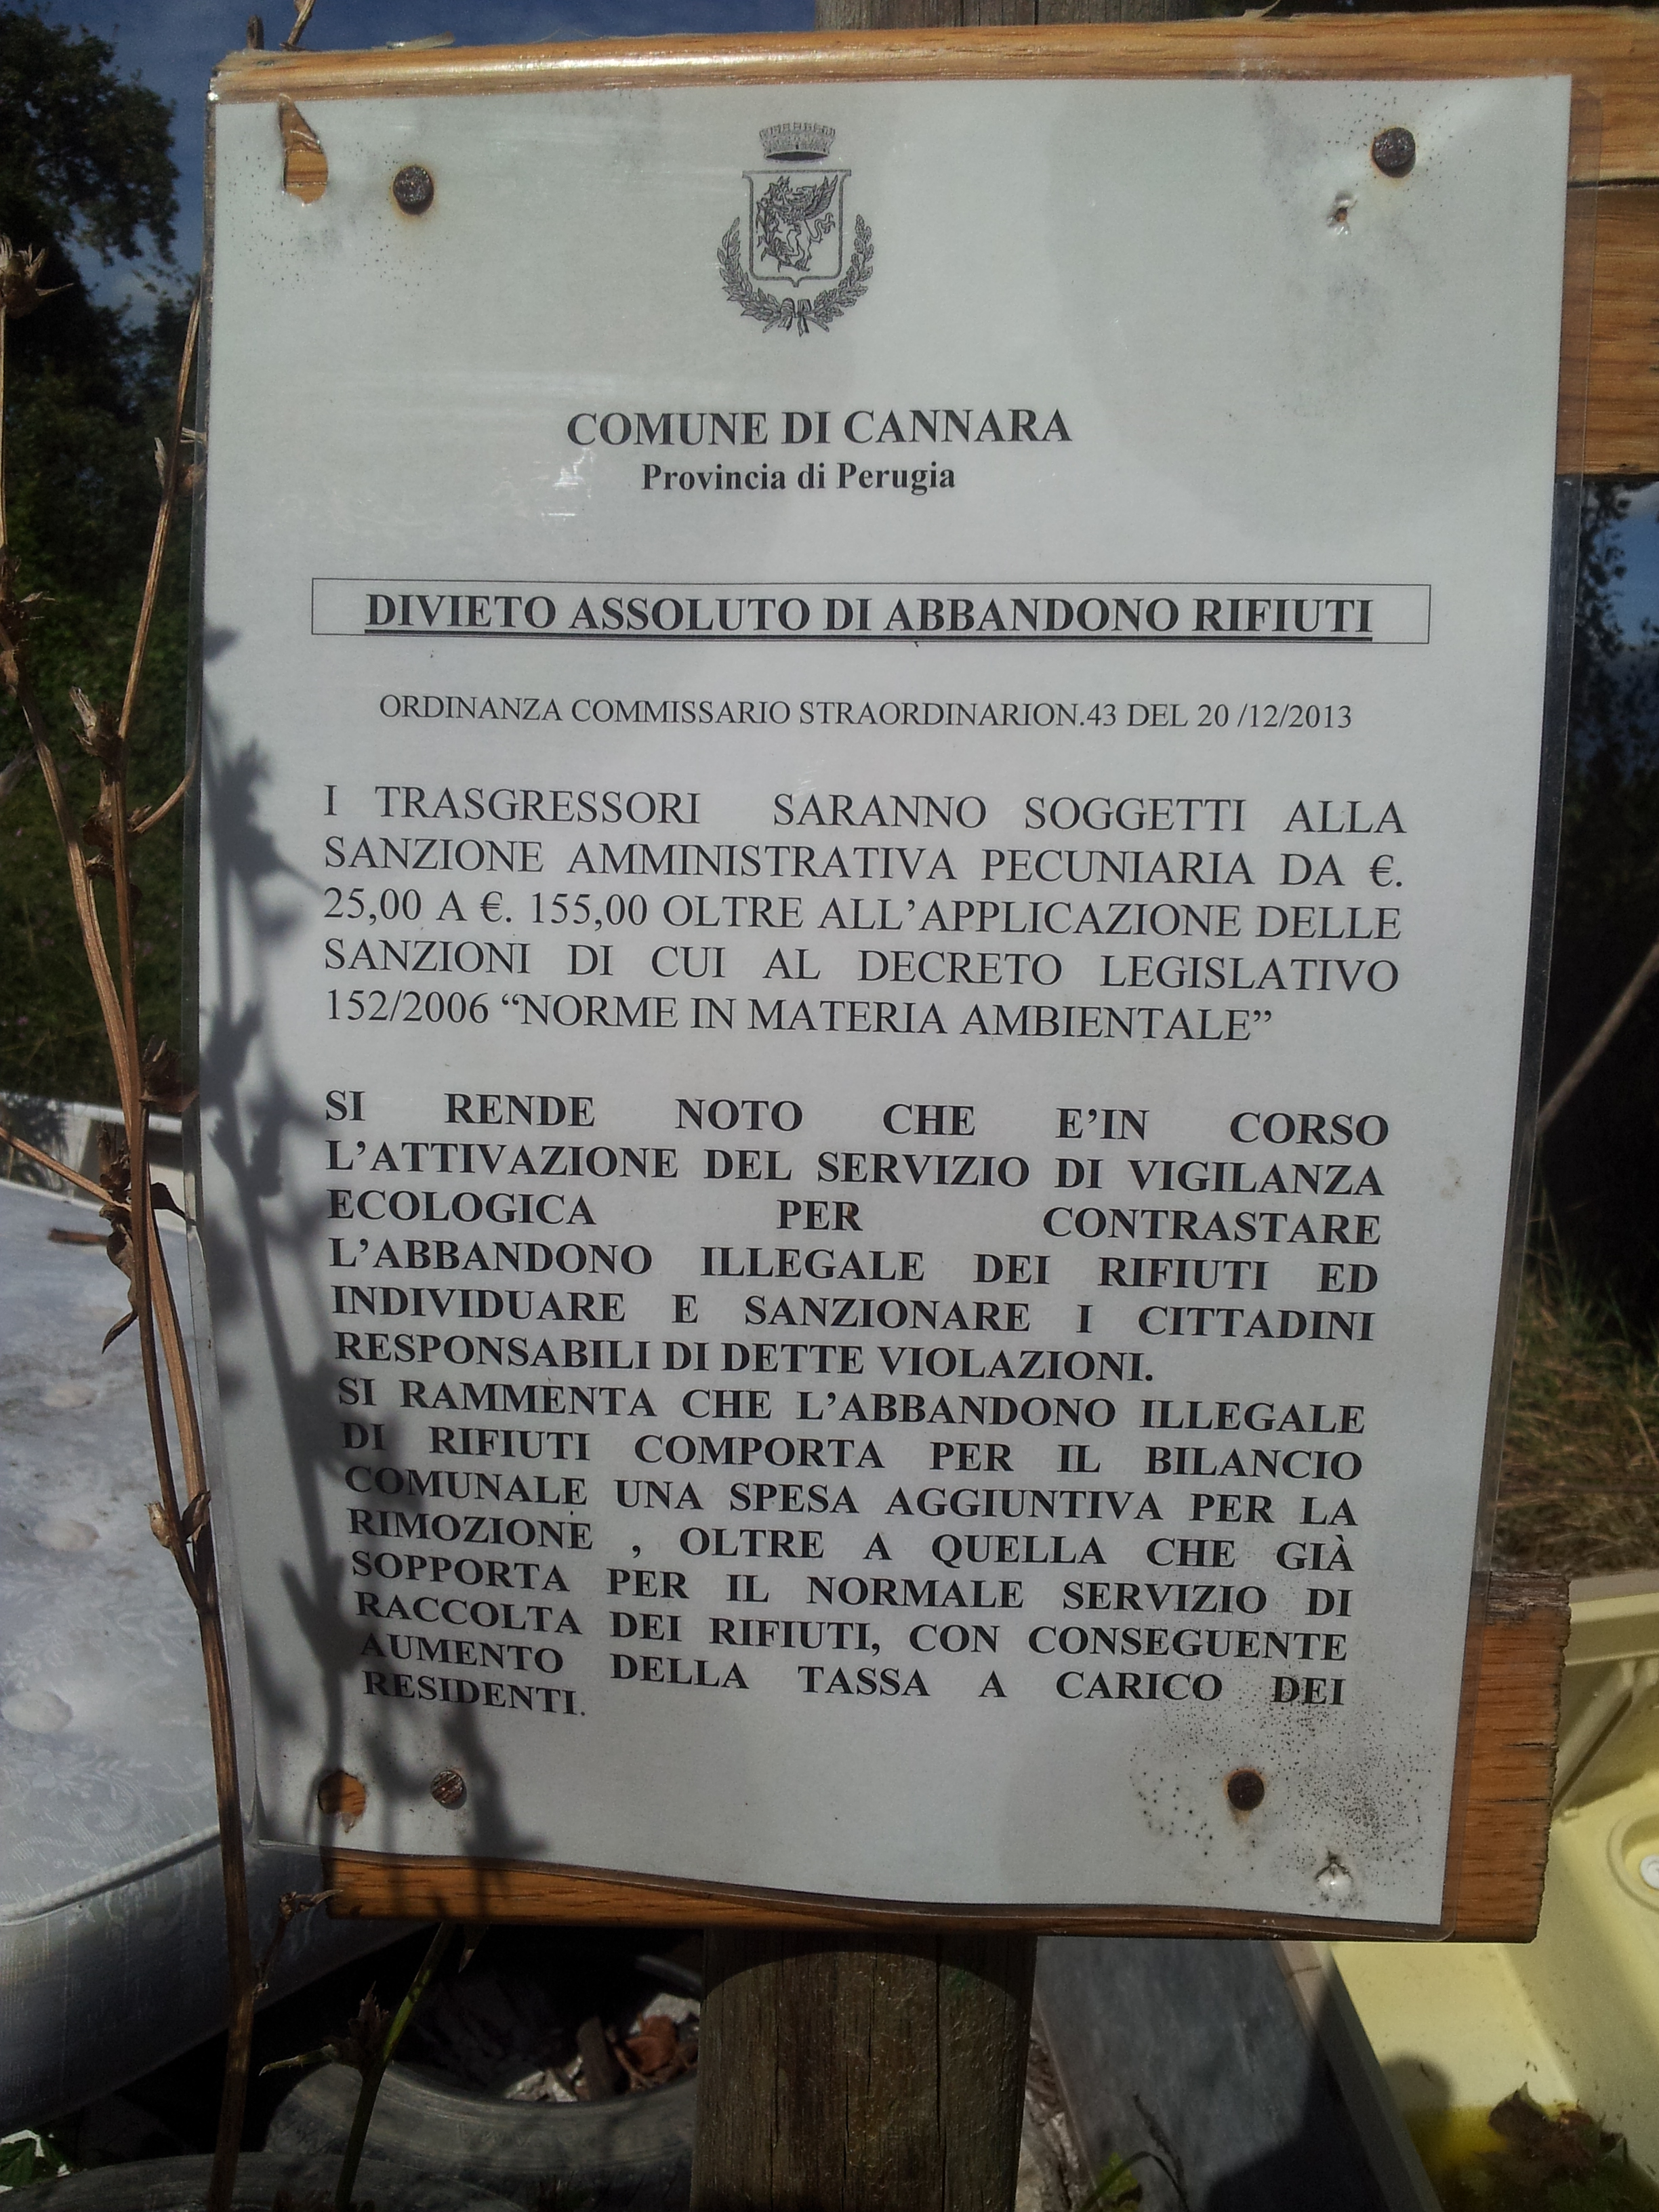 COMUNE DI CANNARA
Provincia di Perugia
DIVIETO ASSOLUTO DI ABBANDONO RIFIUTI
ORDINANZA COMMISSARIO STRAORDINARION.43 DEL 20 /12/2013
I TRASGRESSORI SARANNO SOGGETTI ALLA
SANZIONE AMMINISTRATIVA PECUNIARIA DA €.
25,00 A €. 155,00 OLTRE ALL'APPLICAZIONE DELLE
SANZIONI DI CUI AL DECRETO LEGISLATIVO
152/2006 “NORME IN MATERIA AMBIENTALE”
SI RENDE NOTO CHE E'IN CORSO
L'ATTIVAZIONE DEL SERVIZIO DI VIGILANZA
ECOLOGICA PER CONTRASTARE
L'ABBANDONO ILLEGALE DEI RIFIUTI ED
INDIVIDUARE E SANZIONARE I CITTADINI
RESPONSABILI DI DETTE VIOLAZIONI.
SI RAMMENTA CHE L'ABBANDONO ILLEGALE
DI RIFIUTI COMPORTA PER IL BILANCIO
COMUNALE UNA SPESA AGGIUNTIVA PER LA
RIMOZIONE , OLTRE A QUELLA CHE GIÀ
SOPPORTA PER IL NORMALE SERVIZIO DI
RACCOLTA DEI RIFIUTI, CON CONSEGUENTE
AUMENTO DELLA TASSA A CARICO DEI
RESIDENTI.